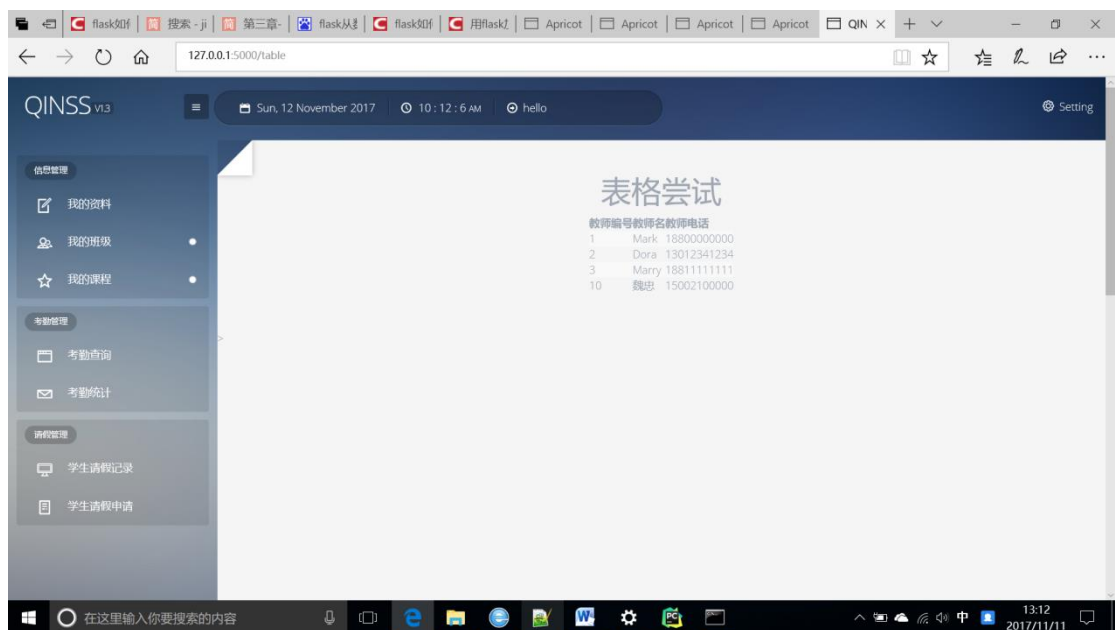 flask如何
搜索 - ji
第三章-
flask从
flask如何
用flask
Apricot
Apricot
Apricot
Apricot
QIN
127.0.0.1:5000/table
QINSS V1.3
Sun, 12 November 2017
10 : 12 : 6 AM
hello
Setting
信息管理
我的资料
我的班级
我的课程
考勤管理
考勤查询
考勤统计
请假管理
学生请假记录
学生请假申请
>
表格尝试
教师编号教师名教师电话
1 Mark 18800000000
2 Dora 13012341234
3 Marry 18811111111
10 魏忠 15002100000
在这里输入你要搜索的内容
中
13:12
2017/11/11